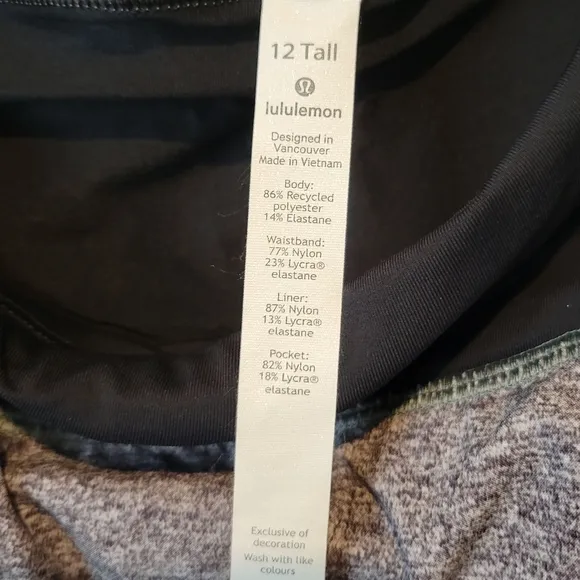 12 Tall
lululemon
Designed in
Vancouver
Made in Vietnam
Body:
86% Recycled
polyester
14% Elastane
Waistband:
77% Nylon
23% Lycra®
elastane
Liner:
87% Nylon
13% Lycra®
elastane
Pocket:
82% Nylon
18% Lycra®
elastane
Exclusive of
decoration
Wash with like
colours